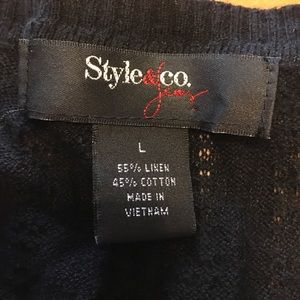 Style&co.
Jeans
L
55% LINEN
45% COTTON
MADE IN
VIETNAM